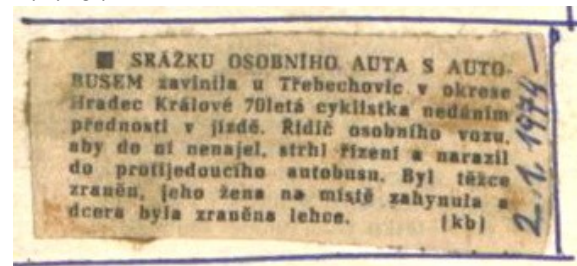 ■ SRÁŽKU OSOBNÍHO AUTA S AUTO-
BUSEM zavinila u Třebechovic v okrese
Hradec Králové 70letá cyklistka nedáním
přednosti v jízdě. Řidič osobního vozu,
aby do ní nenajel, strhl řízení a narazil
do protijedoucího autobusu. Byl těžce
zraněn, jeho žena na místě zahynula a
dcera byla zraněna lehce. (kb)
2. 1. 1974 —